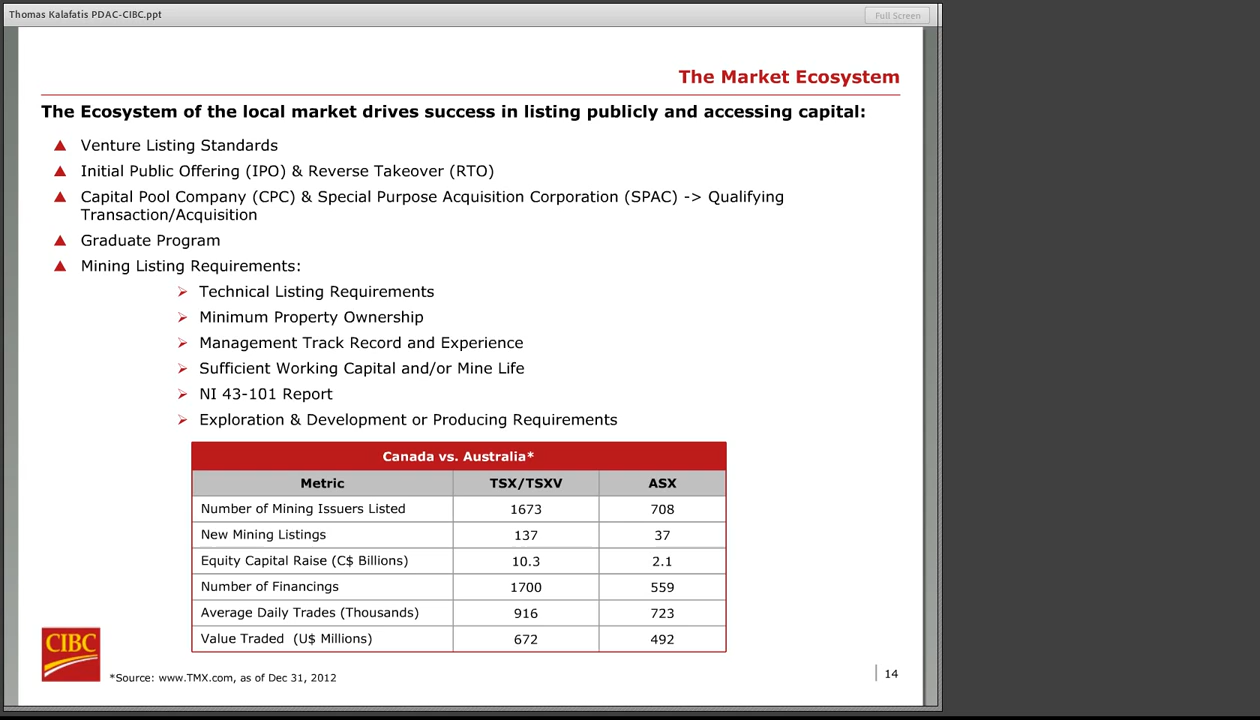 Thomas Kalafatis PDAC-CIBC.ppt
Full Screen
The Market Ecosystem
The Ecosystem of the local market drives success in listing publicly and accessing capital:
Venture Listing Standards
Initial Public Offering (IPO) & Reverse Takeover (RTO)
Capital Pool Company (CPC) & Special Purpose Acquisition Corporation (SPAC) -> Qualifying
Transaction/Acquisition
Graduate Program
Mining Listing Requirements:
Technical Listing Requirements
Minimum Property Ownership
Management Track Record and Experience
Sufficient Working Capital and/or Mine Life
NI 43-101 Report
Exploration & Development or Producing Requirements
Canada vs. Australia*
Metric TSX/TSXV ASX
Number of Mining Issuers Listed 1673 708
New Mining Listings 137 37
Equity Capital Raise (C$ Billions) 10.3 2.1
Number of Financings 1700 559
Average Daily Trades (Thousands) 916 723
Value Traded (U$ Millions) 672 492
CIBC
*Source: www.TMX.com, as of Dec 31, 2012
14